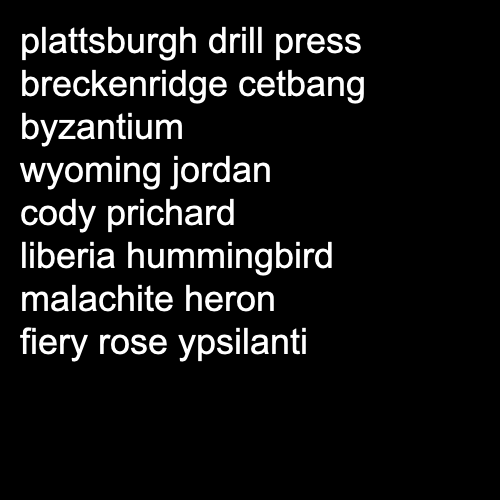 plattsburgh drill press
breckenridge cetbang
byzantium
wyoming jordan
cody prichard
liberia hummingbird
malachite heron
fiery rose ypsilanti